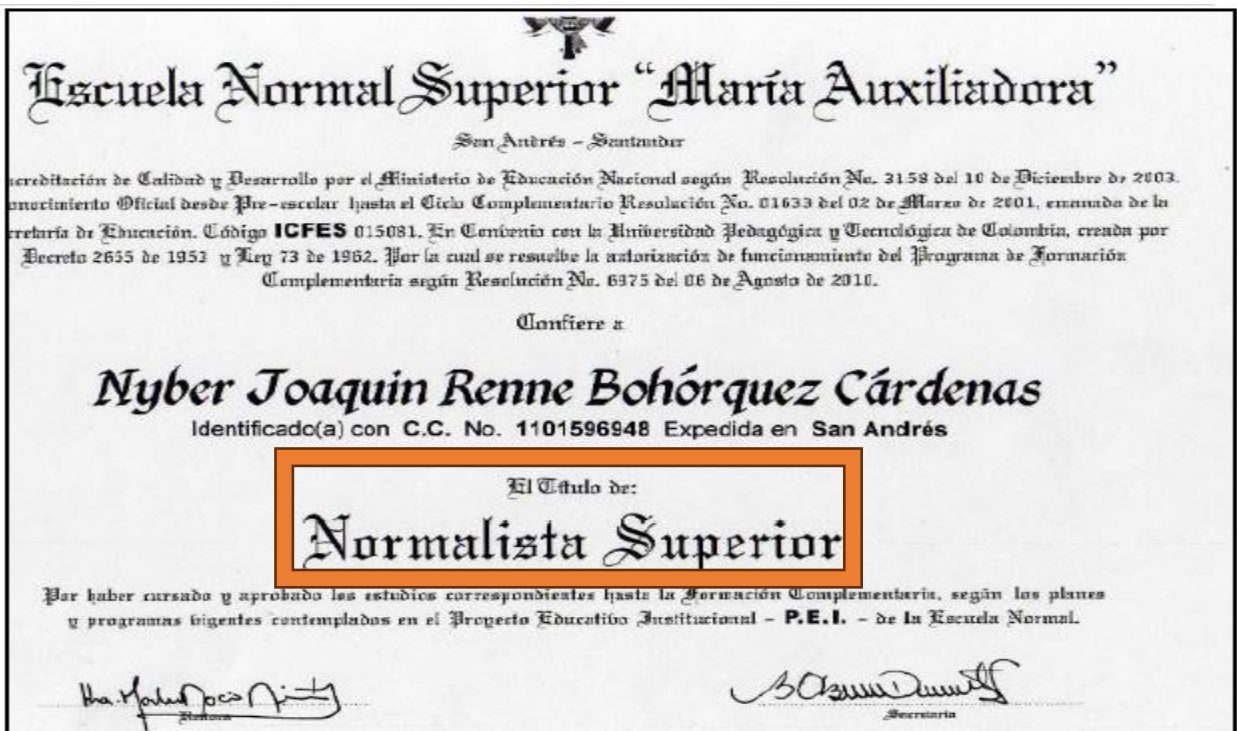 Escuela Normal Superior “María Auxiliadora”
San Andrés – Santander
creditación de Calidad y Desarrollo por el Ministerio de Educación Nacional según Resolución No. 3158 del 10 de Diciembre de 2003.
onocimiento Oficial desde Pre-escolar hasta el Ciclo Complementario Resolución No. 01633 del 02 de Marzo de 2001, emanada de la
cretaría de Educación. Código ICFES 015081. En Convenio con la Universidad Pedagógica y Tecnológica de Colombia, creada por
Decreto 2655 de 1953 y Ley 73 de 1962. Por la cual se resuelve la autorización de funcionamiento del Programa de Formación
Complementaria según Resolución No. 6975 del 06 de Agosto de 2010.
Confiere a
Nyber Joaquin Renne Bohórquez Cárdenas
Identificado(a) con C.C. No. 1101596948 Expedida en San Andrés
El Título de:
Normalista Superior
Por haber cursado y aprobado los estudios correspondientes hasta la Formación Complementaria, según los planes
y programas vigentes contemplados en el Proyecto Educativo Institucional – P.E.I. – de la Escuela Normal.
Rectora
Secretaria